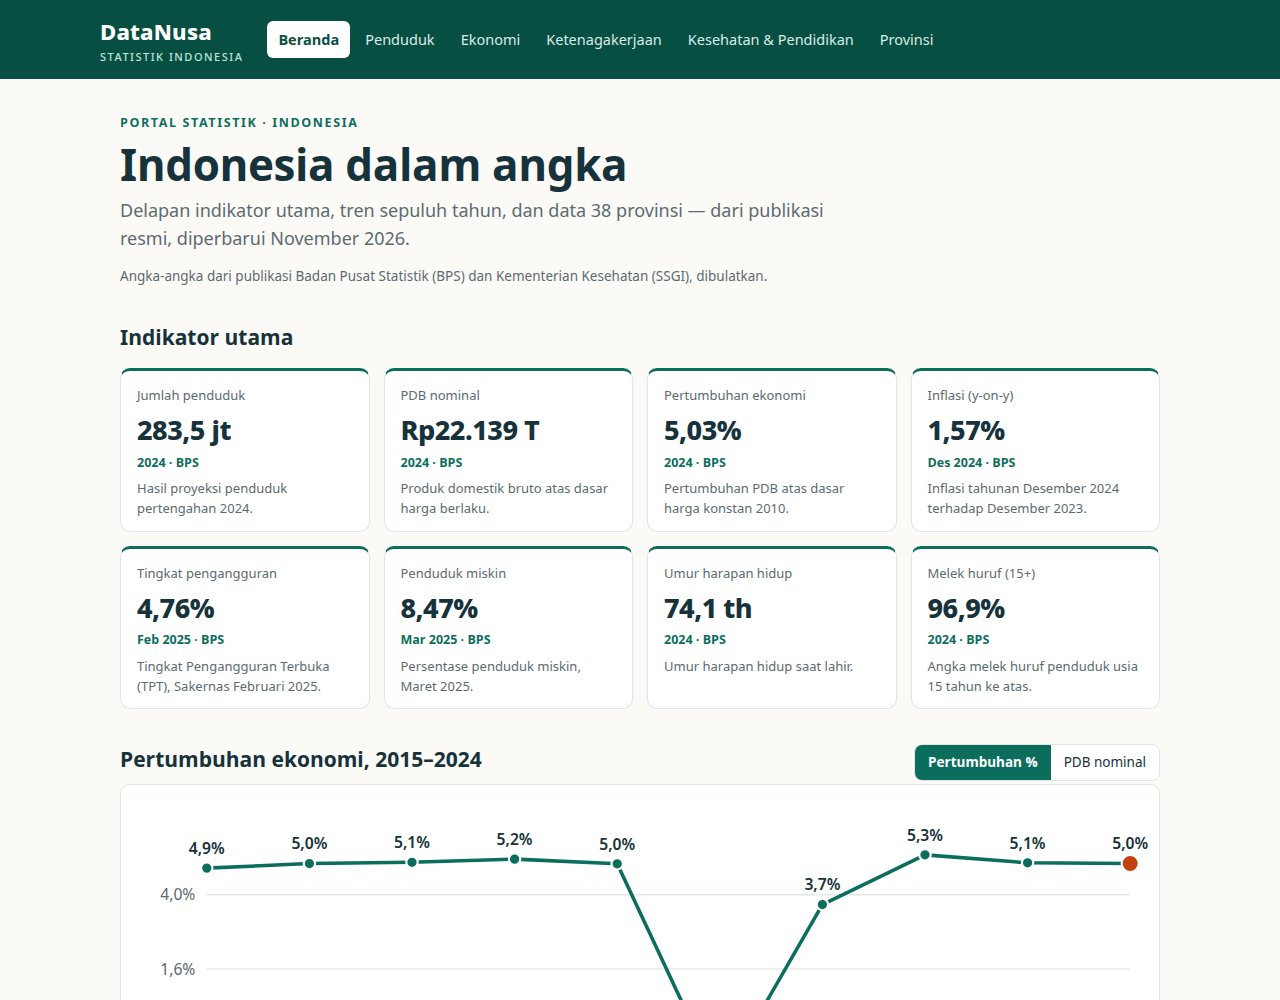 DataNusa
STATISTIK INDONESIA
Beranda
Penduduk
Ekonomi
Ketenagakerjaan
Kesehatan & Pendidikan
Provinsi
PORTAL STATISTIK · INDONESIA
Indonesia dalam angka
Delapan indikator utama, tren sepuluh tahun, dan data 38 provinsi — dari publikasi
resmi, diperbarui November 2026.
Angka-angka dari publikasi Badan Pusat Statistik (BPS) dan Kementerian Kesehatan (SSGI), dibulatkan.
Indikator utama
Jumlah penduduk
283,5 jt
2024 · BPS
Hasil proyeksi penduduk
pertengahan 2024.
PDB nominal
Rp22.139 T
2024 · BPS
Produk domestik bruto atas dasar
harga berlaku.
Pertumbuhan ekonomi
5,03%
2024 · BPS
Pertumbuhan PDB atas dasar
harga konstan 2010.
Inflasi (y-on-y)
1,57%
Des 2024 · BPS
Inflasi tahunan Desember 2024
terhadap Desember 2023.
Tingkat pengangguran
4,76%
Feb 2025 · BPS
Tingkat Pengangguran Terbuka
(TPT), Sakernas Februari 2025.
Penduduk miskin
8,47%
Mar 2025 · BPS
Persentase penduduk miskin,
Maret 2025.
Umur harapan hidup
74,1 th
2024 · BPS
Umur harapan hidup saat lahir.
Melek huruf (15+)
96,9%
2024 · BPS
Angka melek huruf penduduk usia
15 tahun ke atas.
Pertumbuhan ekonomi, 2015–2024
Pertumbuhan %
PDB nominal
4,9%
5,0%
5,1%
5,2%
5,0%
3,7%
5,3%
5,1%
5,0%
4,0%
1,6%